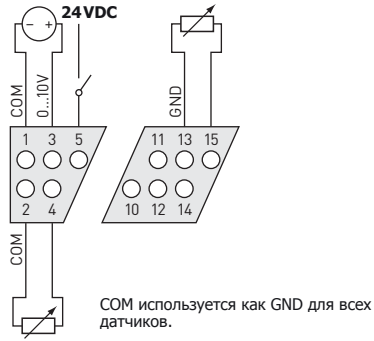 24VDC
- +
COM
0...10V
GND
1 3 5
11 13 15
2 4
10 12 14
COM
COM используется как GND для всех
датчиков.